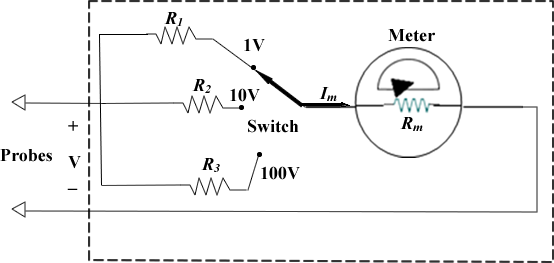 R1
1V
Meter
R2
10V
Im
Switch
Rm
+
Probes
V
R3
100V
−